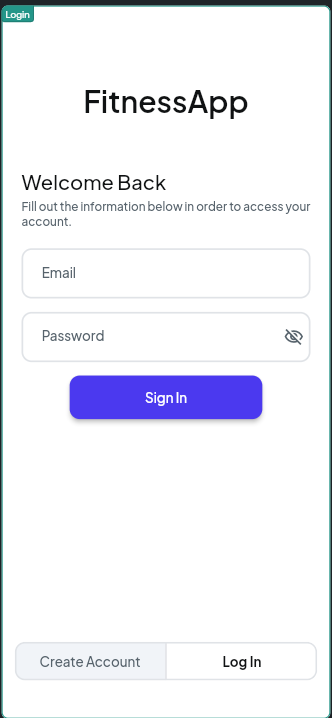 Login
FitnessApp
Welcome Back
Fill out the information below in order to access your
account.
Email
Password
Sign In
Create Account
Log In